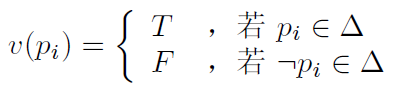 v(p_i) = { T , 若 p_i ∈ Δ
F , 若 ¬p_i ∈ Δ